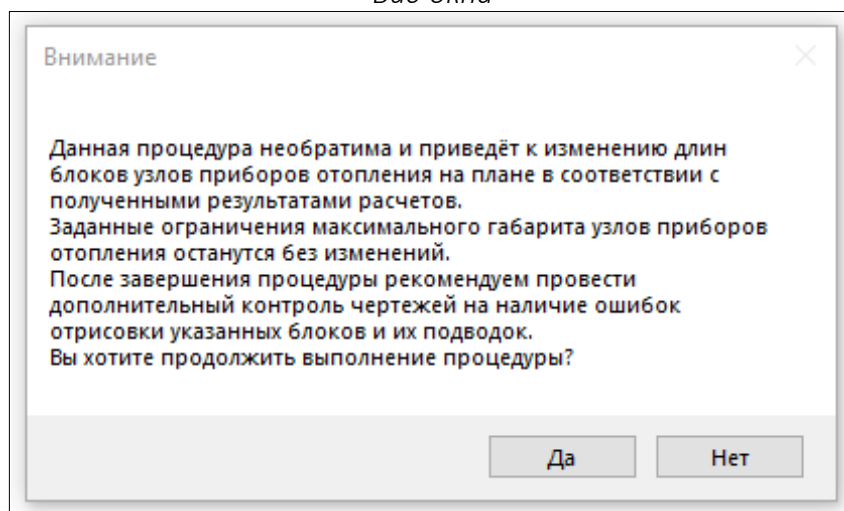 Вид окна
Внимание
Данная процедура необратима и приведёт к изменению длин
блоков узлов приборов отопления на плане в соответствии с
полученными результатами расчетов.
Заданные ограничения максимального габарита узлов приборов
отопления останутся без изменений.
После завершения процедуры рекомендуем провести
дополнительный контроль чертежей на наличие ошибок
отрисовки указанных блоков и их подводок.
Вы хотите продолжить выполнение процедуры?
Да Нет